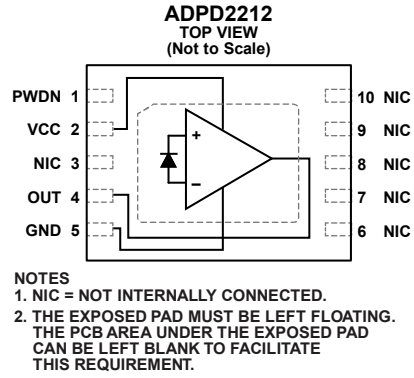 ADPD2212
TOP VIEW
(Not to Scale)
PWDN 1
10 NIC
VCC 2
9 NIC
NIC 3
8 NIC
OUT 4
7 NIC
GND 5
6 NIC
+
–
NOTES
1. NIC = NOT INTERNALLY CONNECTED.
2. THE EXPOSED PAD MUST BE LEFT FLOATING.
THE PCB AREA UNDER THE EXPOSED PAD
CAN BE LEFT BLANK TO FACILITATE
THIS REQUIREMENT.